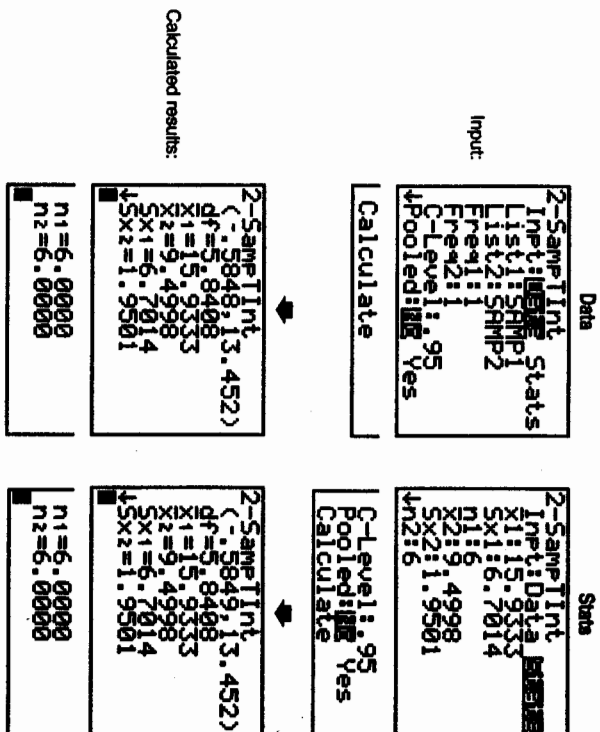 Data
Input:
2-SampTInt
Inpt:Data Stats
List1:SAMP1
List2:SAMP2
Freq1:1
Freq2:1
C-Level:.95
↓Pooled:No Yes
Calculate
Calculated results:
2-SampTInt
(-.5848,13.452)
df=5.8408
x̄1=15.9333
x̄2=9.4998
Sx1=6.7014
↓Sx2=1.9501
n1=6.0000
n2=6.0000
Stats
2-SampTInt
Inpt:Data Stats
x̄1:15.9333
Sx1:6.7014
n1:6
x̄2:9.4998
Sx2:1.9501
↓n2:6
C-Level:.95
Pooled:No Yes
Calculate
2-SampTInt
(-.5849,13.452)
df=5.8408
x̄1=15.9333
x̄2=9.4998
Sx1=6.7014
↓Sx2=1.9501
n1=6.0000
n2=6.0000